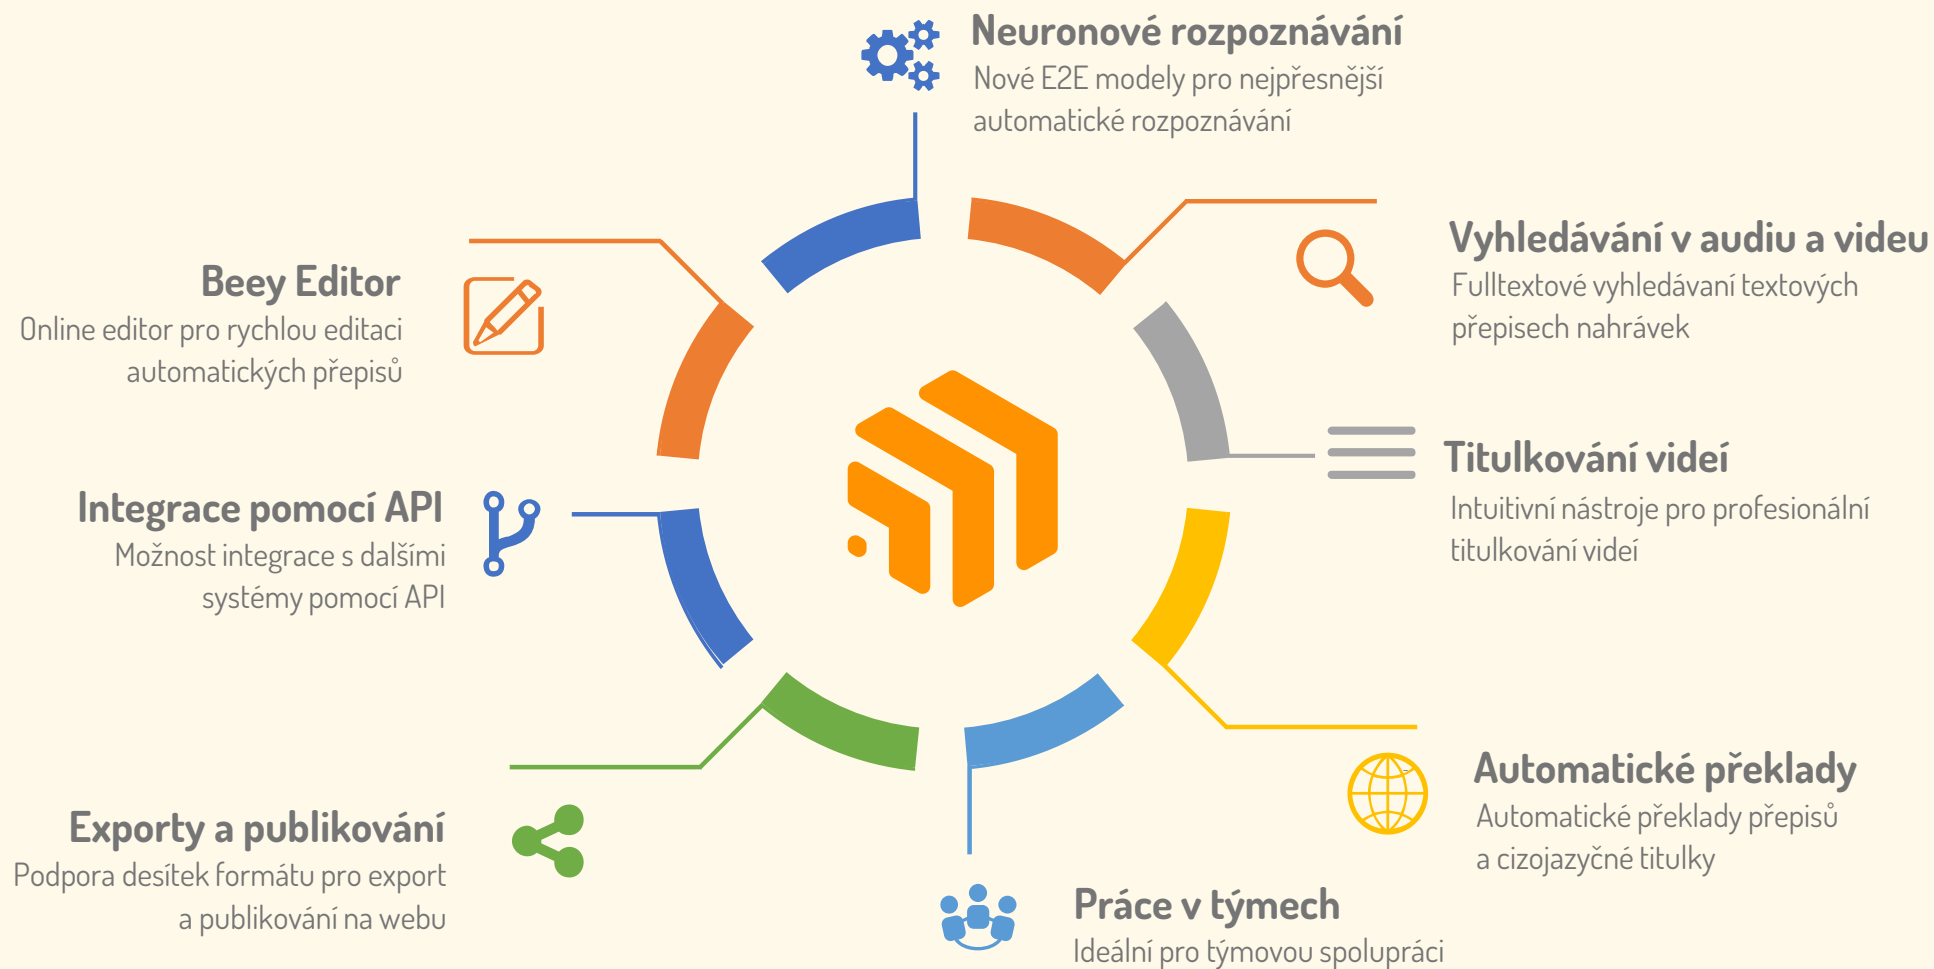 Neuronové rozpoznávání
Nové E2E modely pro nejpřesnější
automatické rozpoznávání
Vyhledávání v audiu a videu
Fulltextové vyhledávaní textových
přepisech nahrávek
Titulkování videí
Intuitivní nástroje pro profesionální
titulkování videí
Automatické překlady
Automatické překlady přepisů
a cizojazyčné titulky
Práce v týmech
Ideální pro týmovou spolupráci
Exporty a publikování
Podpora desítek formátu pro export
a publikování na webu
Integrace pomocí API
Možnost integrace s dalšími
systémy pomocí API
Beey Editor
Online editor pro rychlou editaci
automatických přepisů